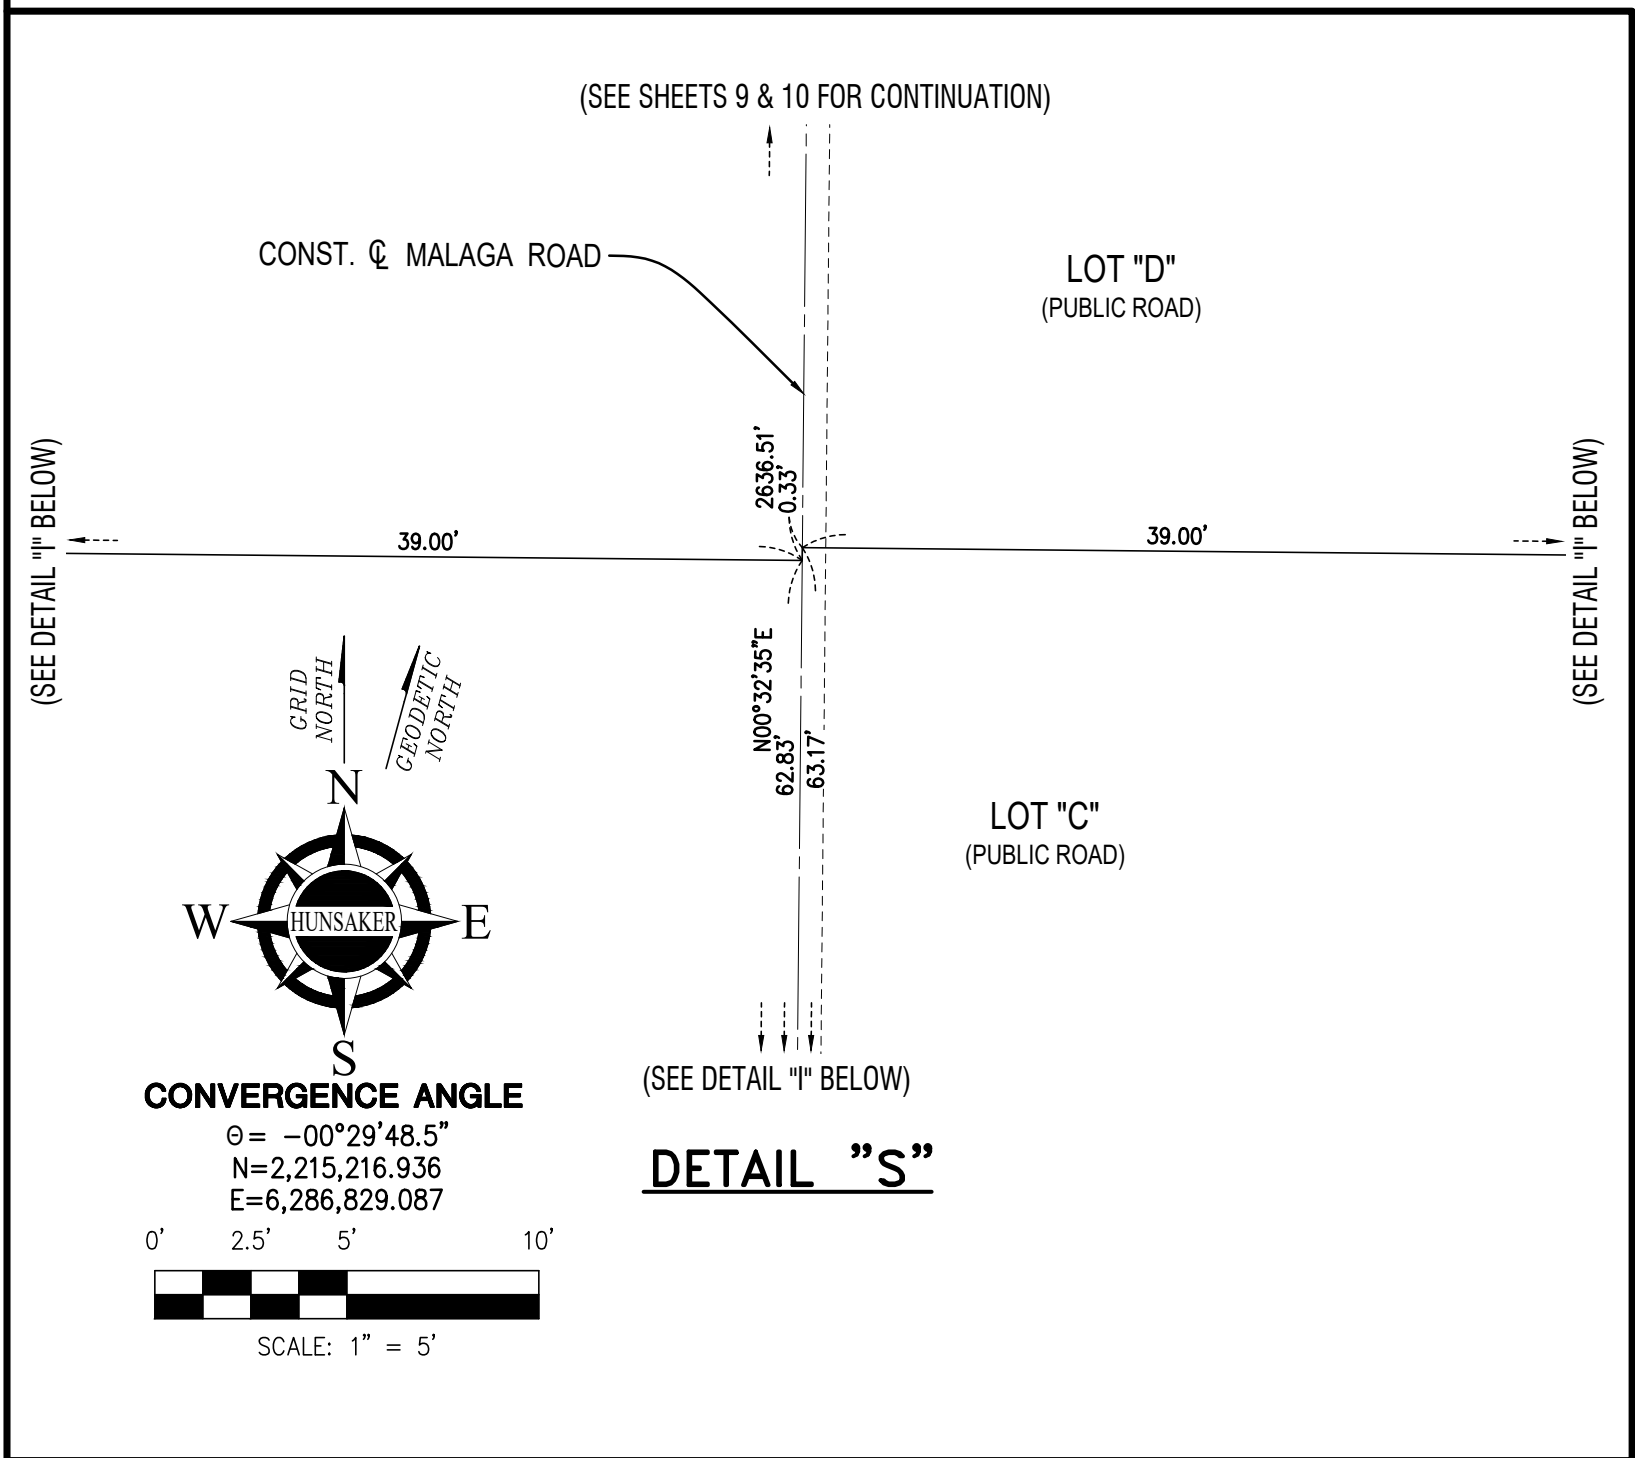 (SEE SHEETS 9 & 10 FOR CONTINUATION)
CONST. ℄ MALAGA ROAD
LOT "D"
(PUBLIC ROAD)
(SEE DETAIL "I" BELOW)
39.00'
2636.51'
0.33'
39.00'
(SEE DETAIL "I" BELOW)
N00°32'35"E
62.83'
63.17'
GRID
NORTH
GEODETIC
NORTH
N
W
HUNSAKER
E
S
LOT "C"
(PUBLIC ROAD)
(SEE DETAIL "I" BELOW)
DETAIL "S"
CONVERGENCE ANGLE
Θ= -00°29'48.5"
N=2,215,216.936
E=6,286,829.087
0' 2.5' 5' 10'
SCALE: 1" = 5'